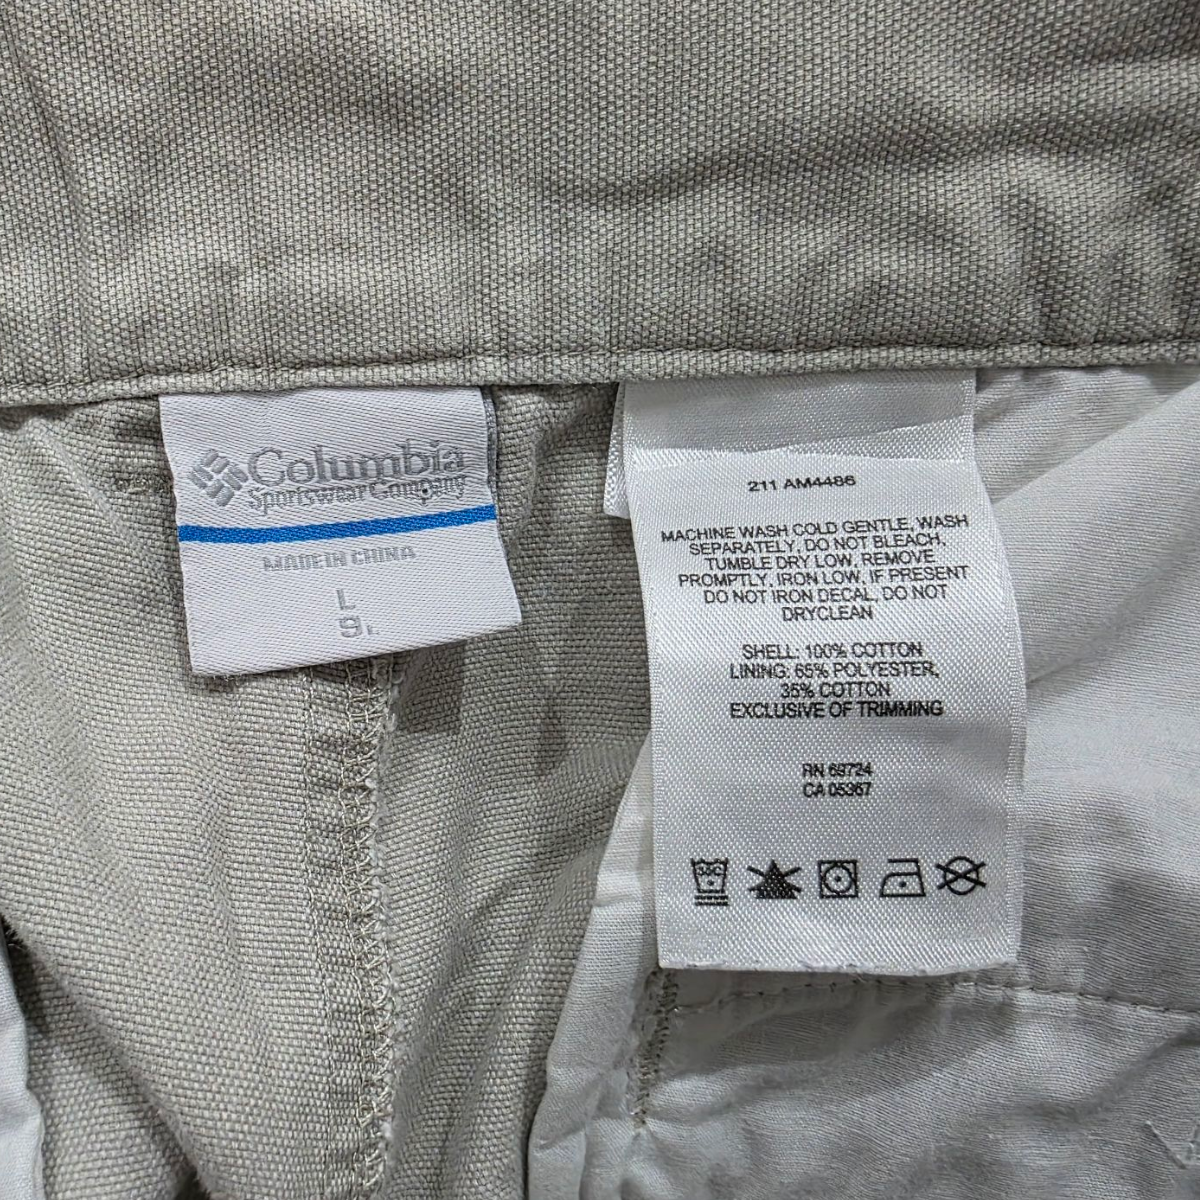 Columbia
Sportswear Company
MADE IN CHINA
L
211 AM4486
MACHINE WASH COLD GENTLE, WASH
SEPARATELY, DO NOT BLEACH,
TUMBLE DRY LOW, REMOVE
PROMPTLY, IRON LOW, IF PRESENT
DO NOT IRON DECAL, DO NOT
DRYCLEAN
SHELL: 100% COTTON
LINING: 65% POLYESTER,
35% COTTON
EXCLUSIVE OF TRIMMING
RN 69724
CA 05367